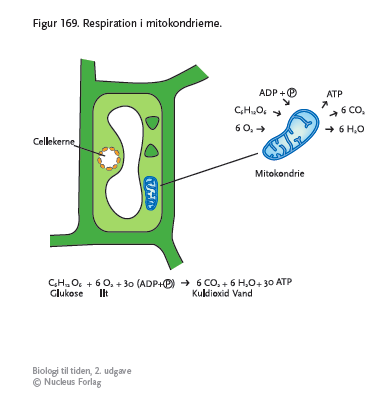 Figur 169. Respiration i mitokondrierne.
ADP + Ⓟ
ATP
C₆H₁₂O₆
6 CO₂
6 O₂
6 H₂O
Cellekerne
Mitokondrie
C₆H₁₂O₆ + 6 O₂ + 30 (ADP+Ⓟ) → 6 CO₂ + 6 H₂O + 30 ATP
Glukose Ilt Kuldioxid Vand
Biologi til tiden, 2. udgave
© Nucleus Forlag